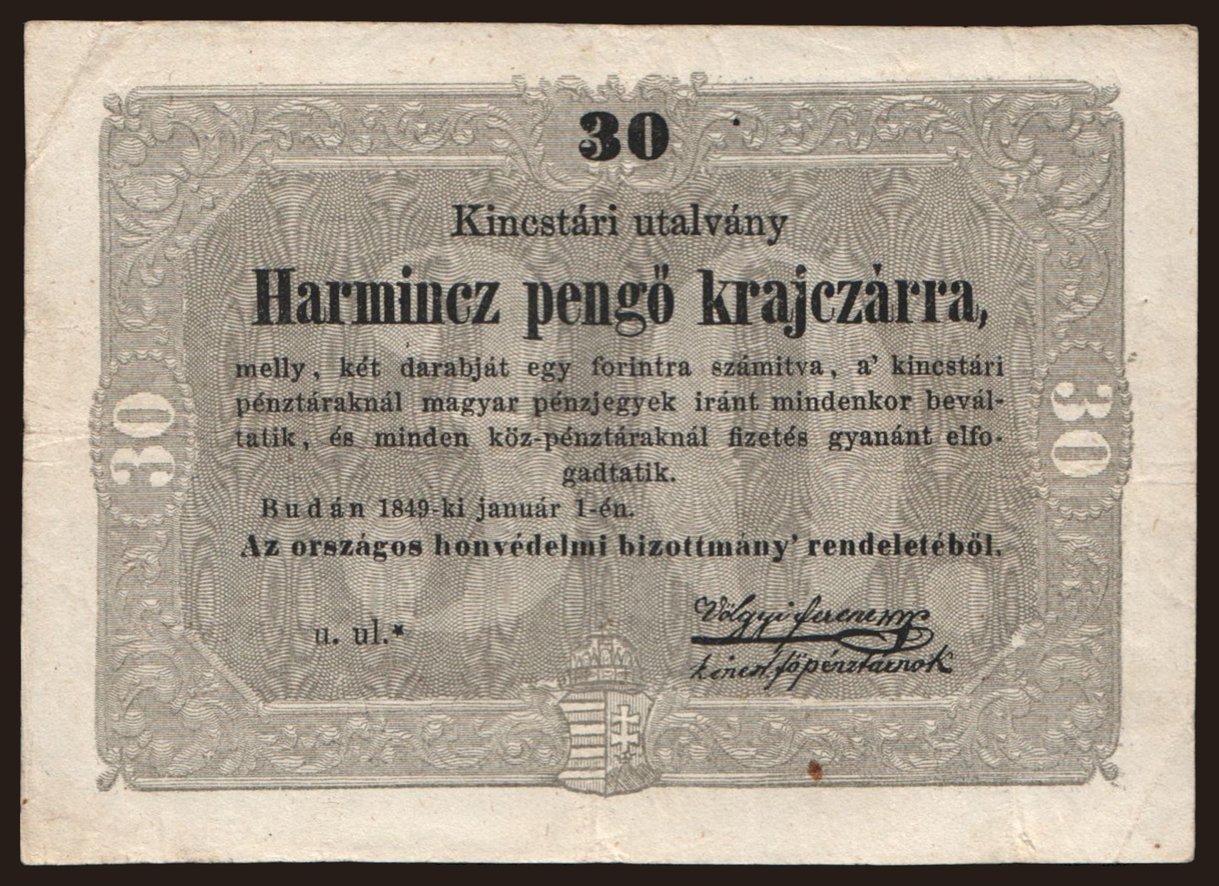 30
Kincstári utalvány
Harmincz pengő krajczárra,
melly, két darabját egy forintra számitva, a' kincstári
pénztáraknál magyar pénzjegyek iránt mindenkor bevál-
tatik, és minden köz-pénztáraknál fizetés gyanánt elfo-
gadtatik.
30
30
Budán 1849-ki január 1-én.
Az országos honvédelmi bizottmány' rendeletéből.
u. ul.*
Völgyi ferencz
kincst. főpénztárnok